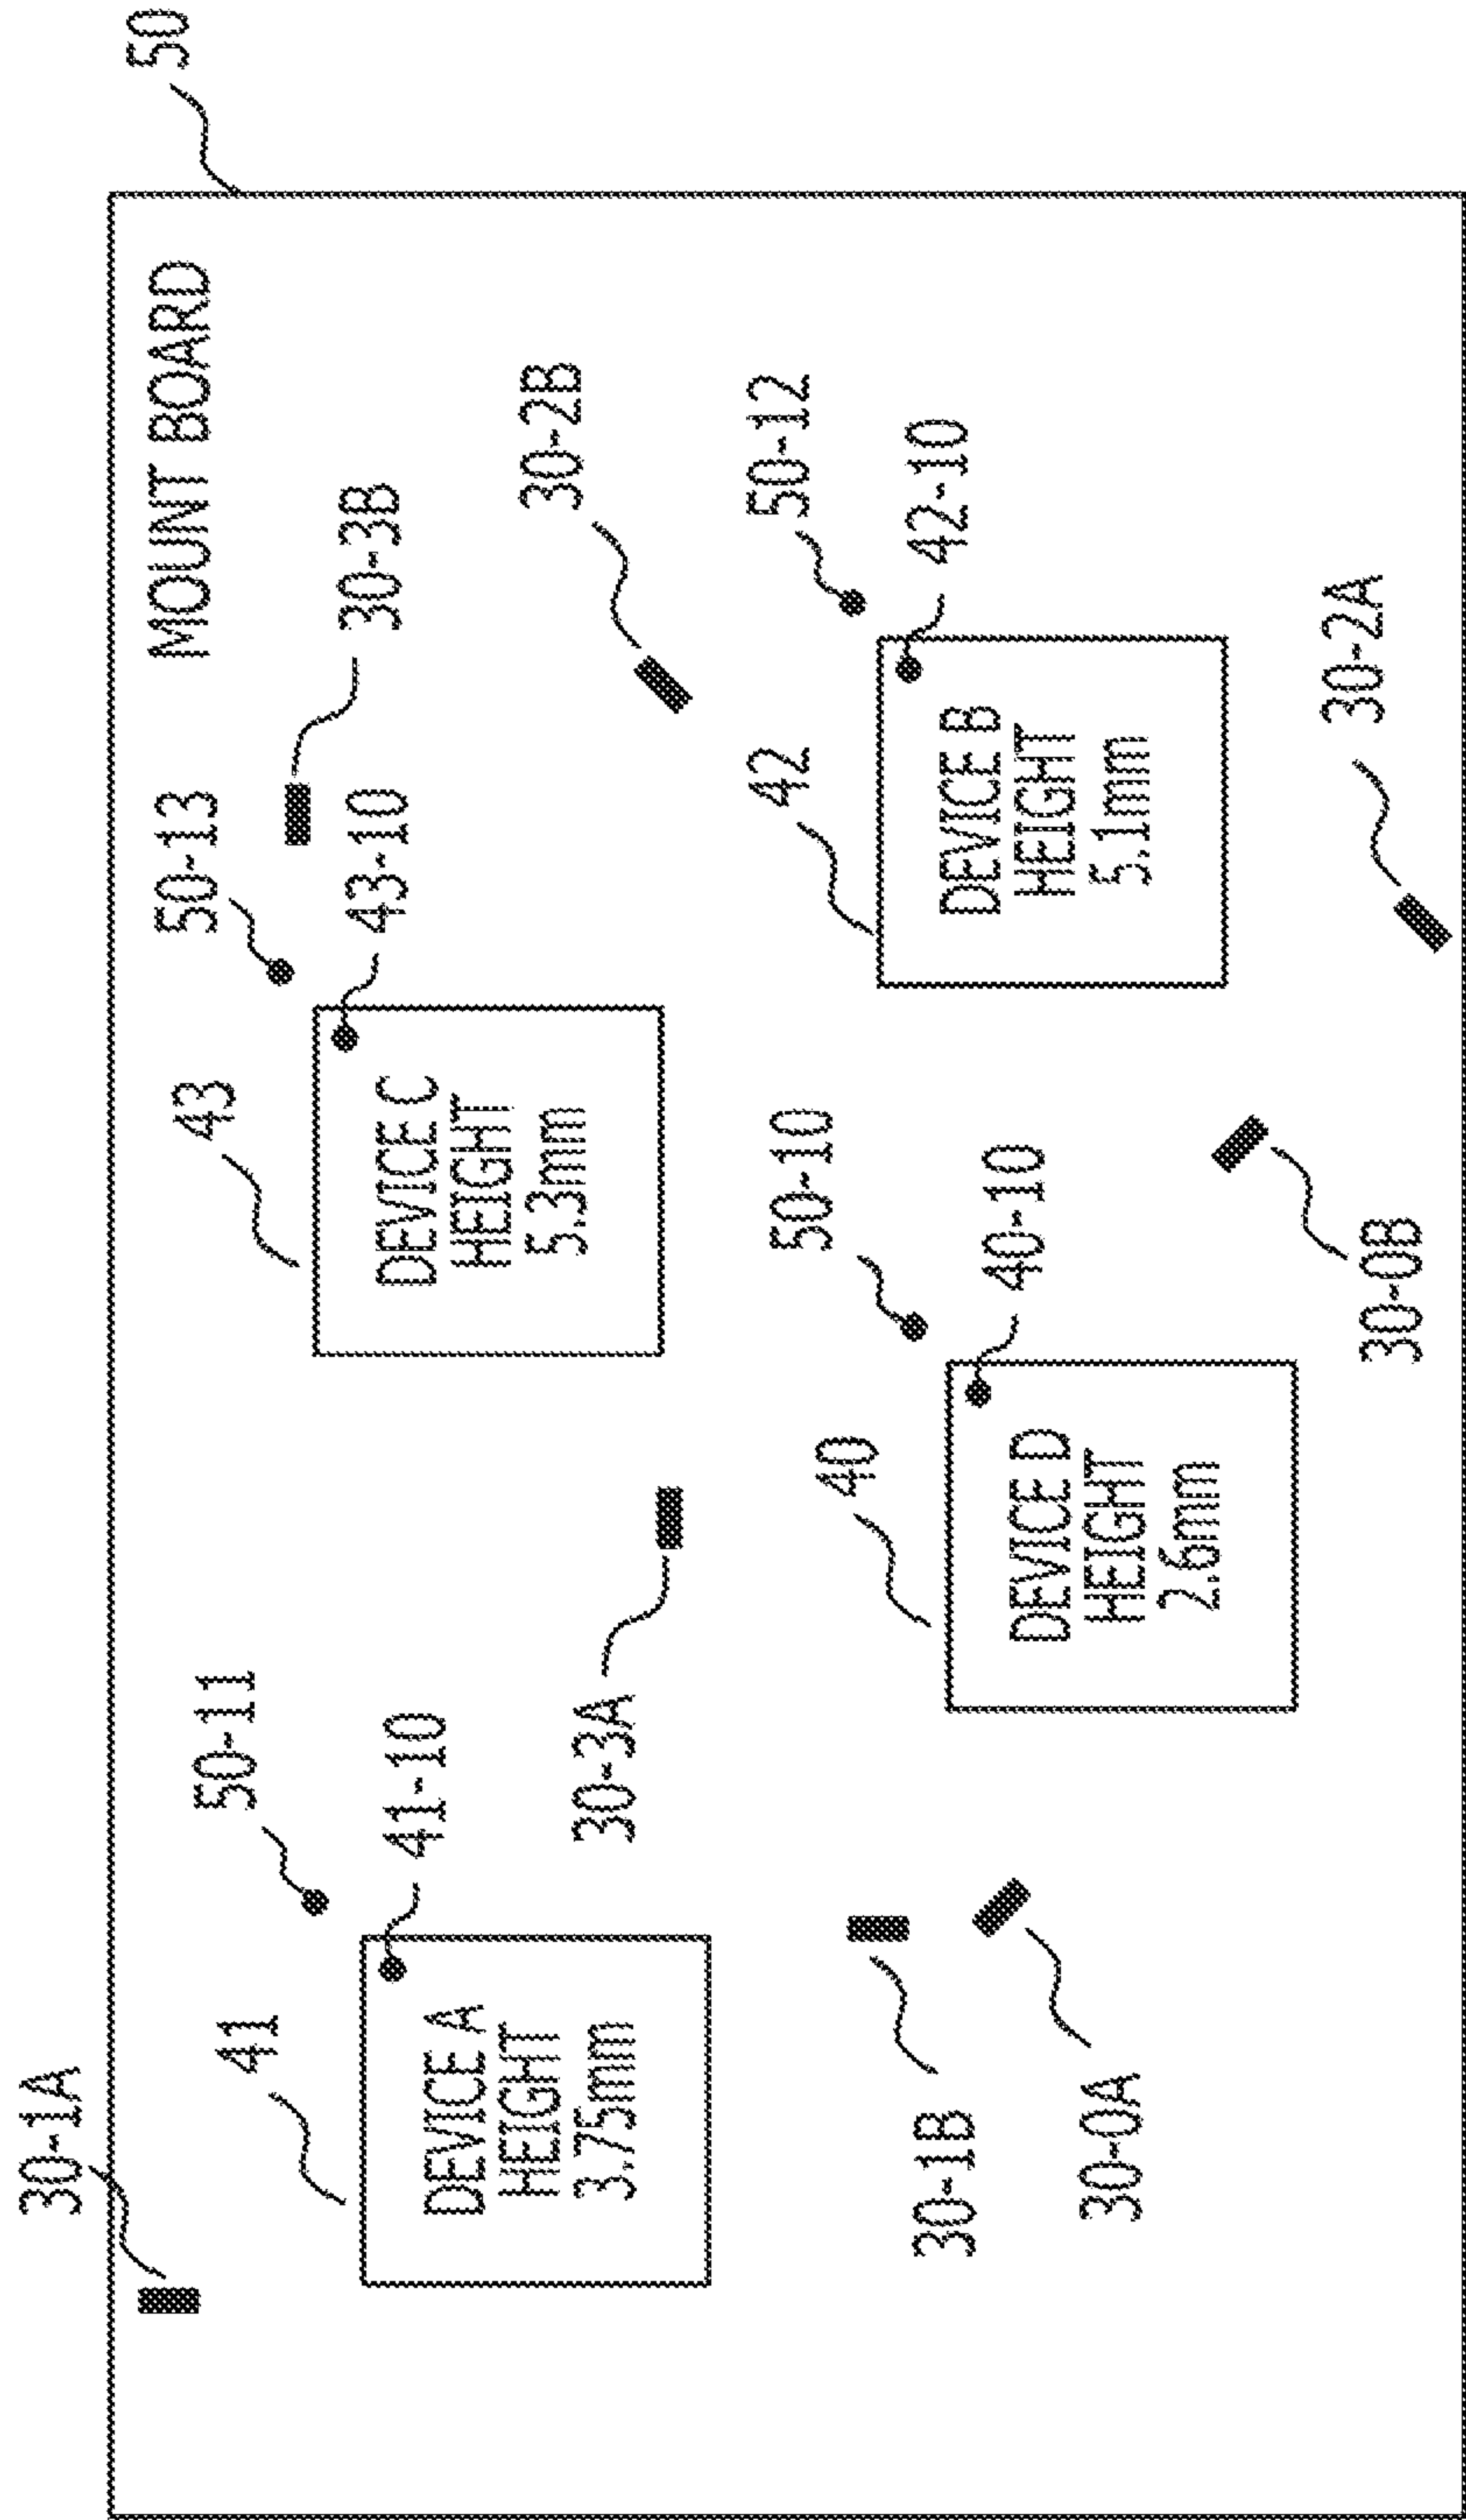 30-1A
50
MOUNT BOARD
41
50-11
43
50-13
41-10
43-10
30-3B
DEVICE A
HEIGHT
3.75mm
DEVICE C
HEIGHT
5.3mm
30-3A
30-2B
40
50-10
42
50-12
30-1B
40-10
42-10
30-0A
DEVICE D
HEIGHT
2.6mm
DEVICE B
HEIGHT
5.1mm
30-0B
30-2A